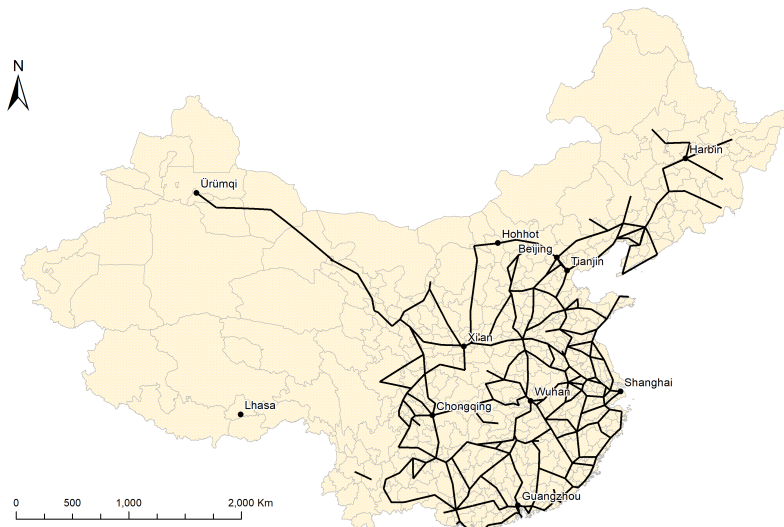 N
Harbin
Ürümqi
Hohhot
Beijing
Tianjin
Xi'an
Shanghai
Wuhan
Lhasa
Chongqing
Guangzhou
0 500 1,000 2,000 Km